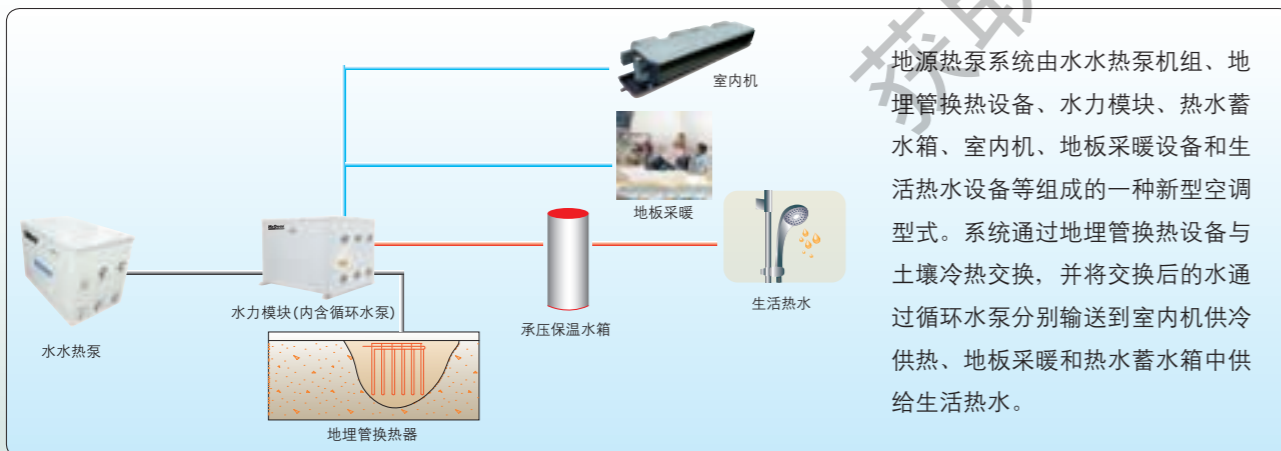 室内机
地板采暖
水水热泵
水力模块(内含循环水泵)
承压保温水箱
生活热水
地埋管换热器
地源热泵系统由水水热泵机组、地
埋管换热设备、水力模块、热水蓄
水箱、室内机、地板采暖设备和生
活热水设备等组成的一种新型空调
型式。系统通过地埋管换热设备与
土壤冷热交换，并将交换后的水通
过循环水泵分别输送到室内机供冷
供热、地板采暖和热水蓄水箱中供
给生活热水。
获